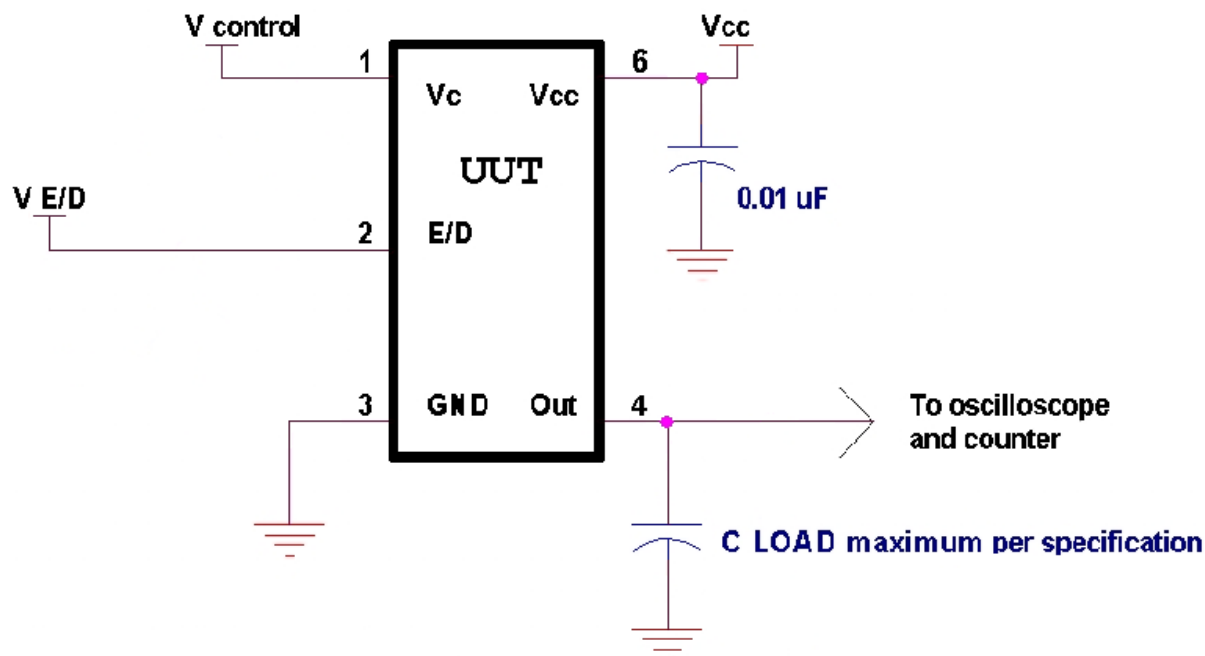 V control
Vcc
1
6
Vc
Vcc
UUT
0.01 uF
V E/D
2
E/D
3
GND
Out
4
To oscilloscope
and counter
C LOAD maximum per specification